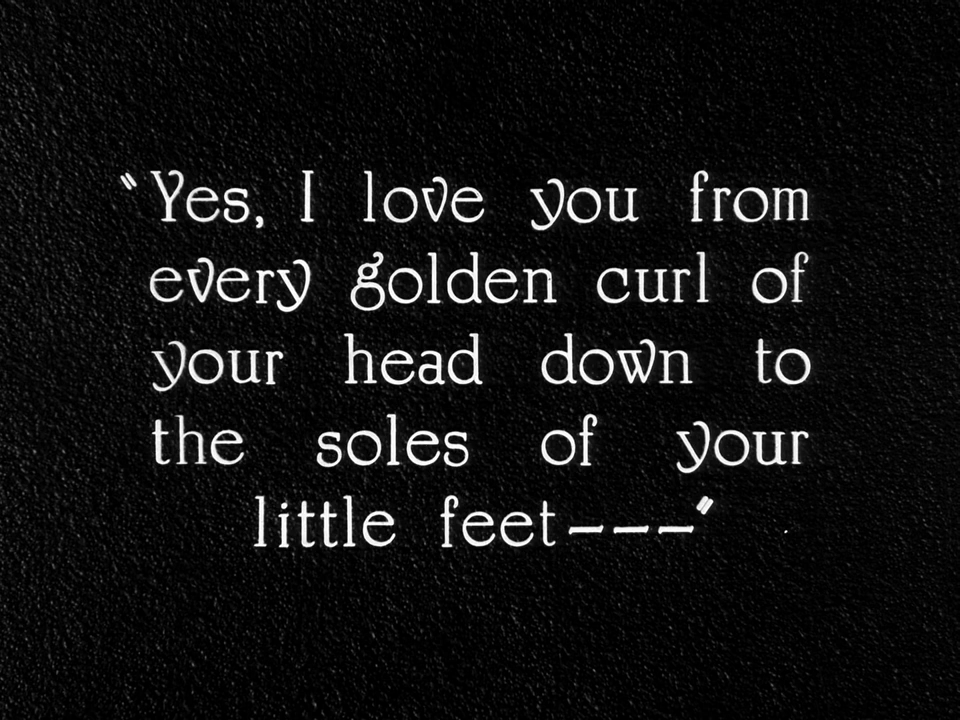 "Yes, I love you from
every golden curl of
your head down to
the soles of your
little feet---"